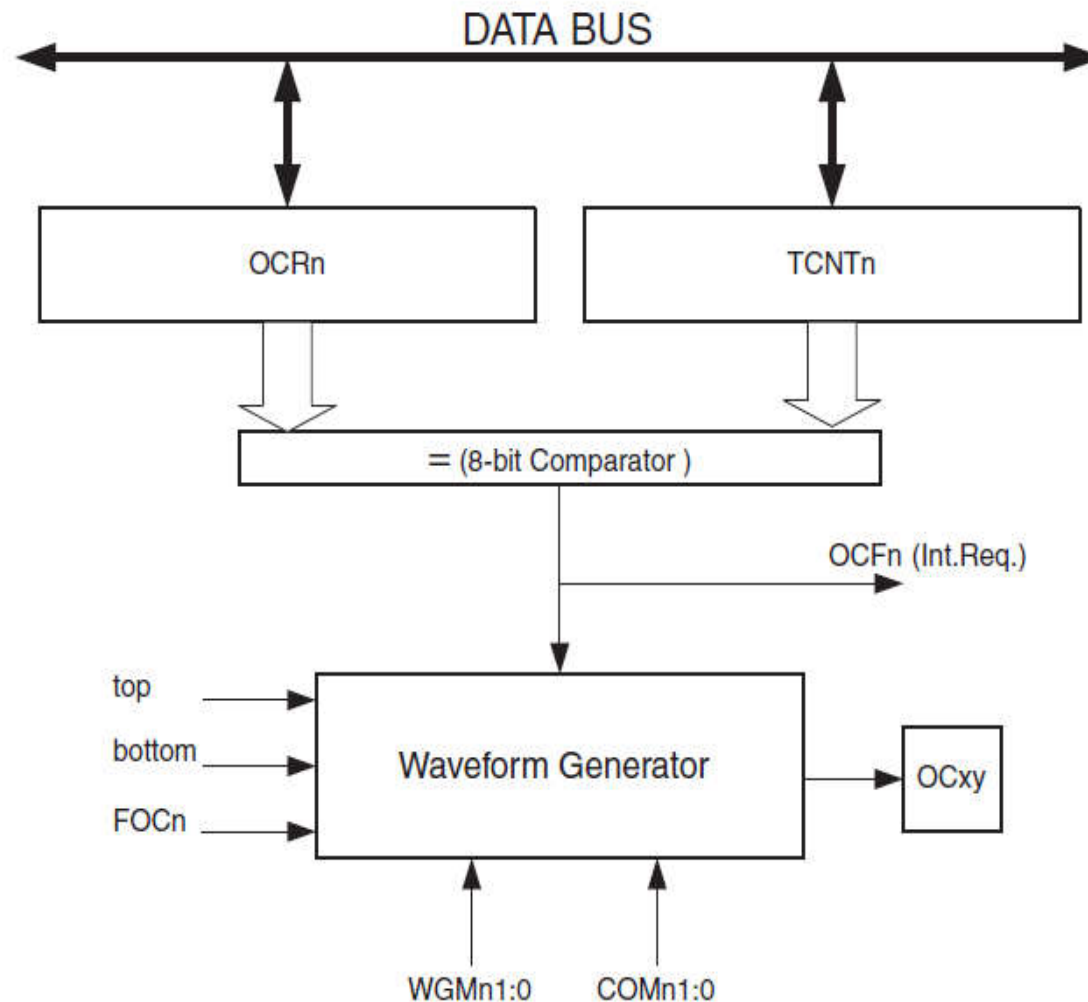 DATA BUS
OCRn
TCNTn
= (8-bit Comparator )
OCFn (Int.Req.)
top
bottom
FOCn
Waveform Generator
OCxy
WGMn1:0
COMn1:0